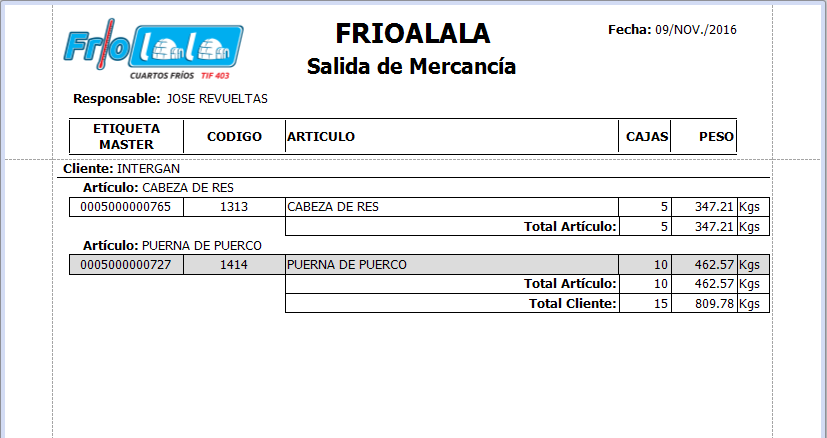 Friolala
CUARTOS FRÍOS TIF 403
FRIOALALA
Salida de Mercancía
Fecha: 09/NOV./2016
Responsable: JOSE REVUELTAS
ETIQUETA MASTER CODIGO ARTICULO CAJAS PESO
Cliente: INTERGAN
Artículo: CABEZA DE RES
0005000000765 1313 CABEZA DE RES 5 347.21 Kgs
Total Artículo: 5 347.21 Kgs
Artículo: PUERNA DE PUERCO
0005000000727 1414 PUERNA DE PUERCO 10 462.57 Kgs
Total Artículo: 10 462.57 Kgs
Total Cliente: 15 809.78 Kgs